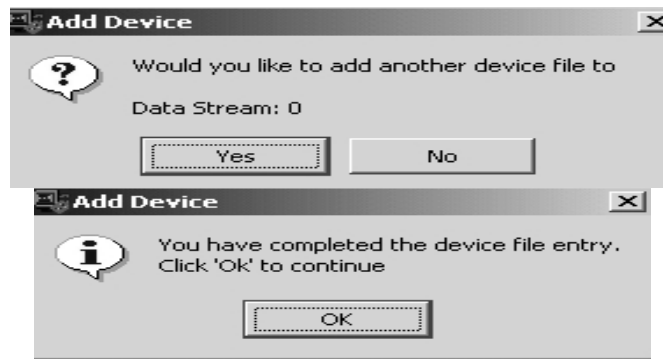 Add Device
Would you like to add another device file to
Data Stream: 0
Yes No
Add Device
You have completed the device file entry.
Click 'Ok' to continue
OK